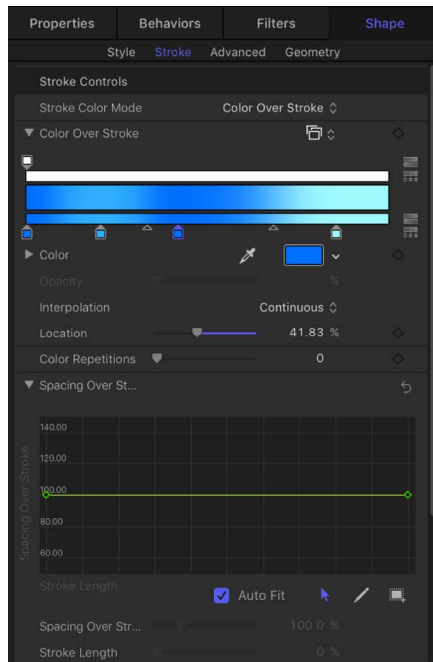 Properties Behaviors Filters Shape
Style Stroke Advanced Geometry
Stroke Controls
Stroke Color Mode Color Over Stroke
Color Over Stroke
Color
Opacity %
Interpolation Continuous
Location 41.83 %
Color Repetitions 0
Spacing Over St...
Spacing Over Stroke
140.00
120.00
100.00
80.00
60.00
Stroke Length
Auto Fit
Spacing Over Str... 100.0 %
Stroke Length 0 %